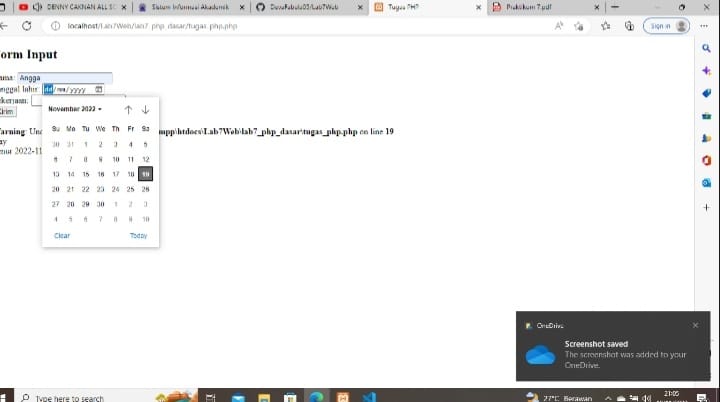 DENNY CAKNAN ALL SO
Sistem Informasi Akademik
DewaFabula05/Lab7Web
Tugas PHP
Praktikum 7.pdf
localhost/Lab7Web/lab7_php_dasar/tugas_php.php
Sign in
orm Input
ama: Angga
nggal lahir: dd/mm/yyyy
kerjaan:
irim
November 2022
Su Mo Tu We Th Fr Sa
30 31 1 2 3 4 5
6 7 8 9 10 11 12
13 14 15 16 17 18 19
20 21 22 23 24 25 26
27 28 29 30 1 2 3
4 5 6 7 8 9 10
Clear Today
arning: Und
mpp\htdocs\Lab7Web\lab7_php_dasar\tugas_php.php on line 19
ay
mur 2022-11
OneDrive
Screenshot saved
The screenshot was added to your
OneDrive.
Type here to search
27°C Berawan
21:05